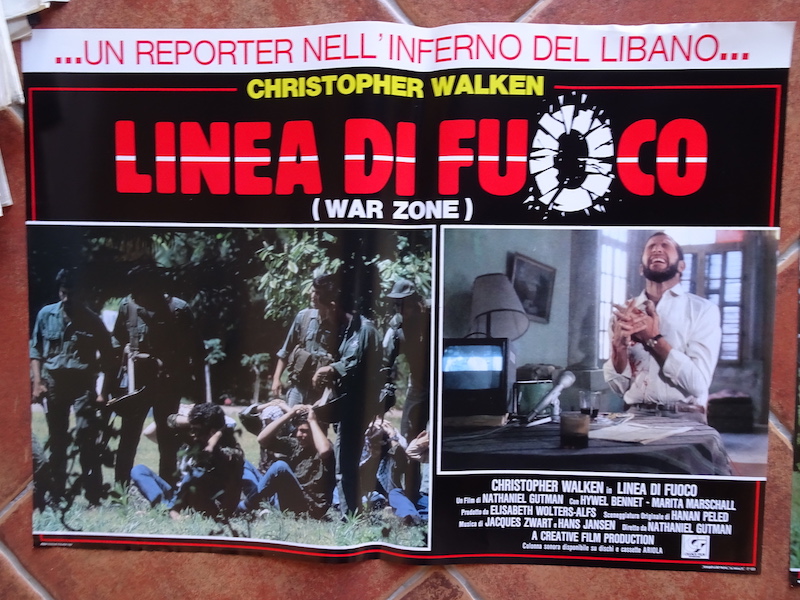 ...UN REPORTER NELL'INFERNO DEL LIBANO...
CHRISTOPHER WALKEN
LINEA DI FUOCO
(WAR ZONE)
CHRISTOPHER WALKEN in LINEA DI FUOCO
Un Film di NATHANIEL GUTMAN Con HYWEL BENNET - MARITA MARSCHALL
Prodotto da ELISABETH WOLTERS-ALFS Sceneggiatura Originale di HANAN PELED
Musica di JACQUES ZWART e HANS JANSEN Diretto da NATHANIEL GUTMAN
A CREATIVE FILM PRODUCTION
Colonna sonora disponibile su dischi e cassette ARIOLA